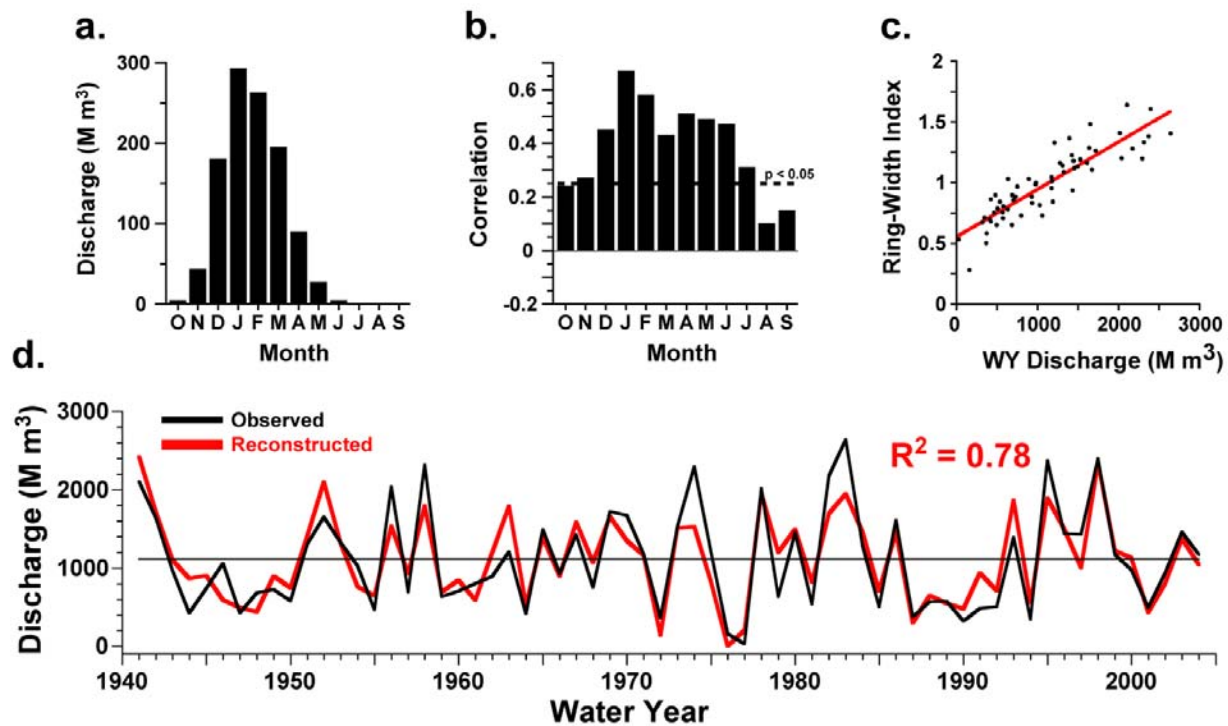 a.
Discharge (M m³)
300
200
100
0
O N D J F M A M J J A S
Month
b.
Correlation
0.6
0.4
0.2
0
-0.2
p < 0.05
O N D J F M A M J J A S
Month
c.
Ring-Width Index
2
1.5
1
0.5
0
0 1000 2000 3000
WY Discharge (M m³)
d.
Discharge (M m³)
3000
2000
1000
0
Observed
Reconstructed
R² = 0.78
1940 1950 1960 1970 1980 1990 2000
Water Year